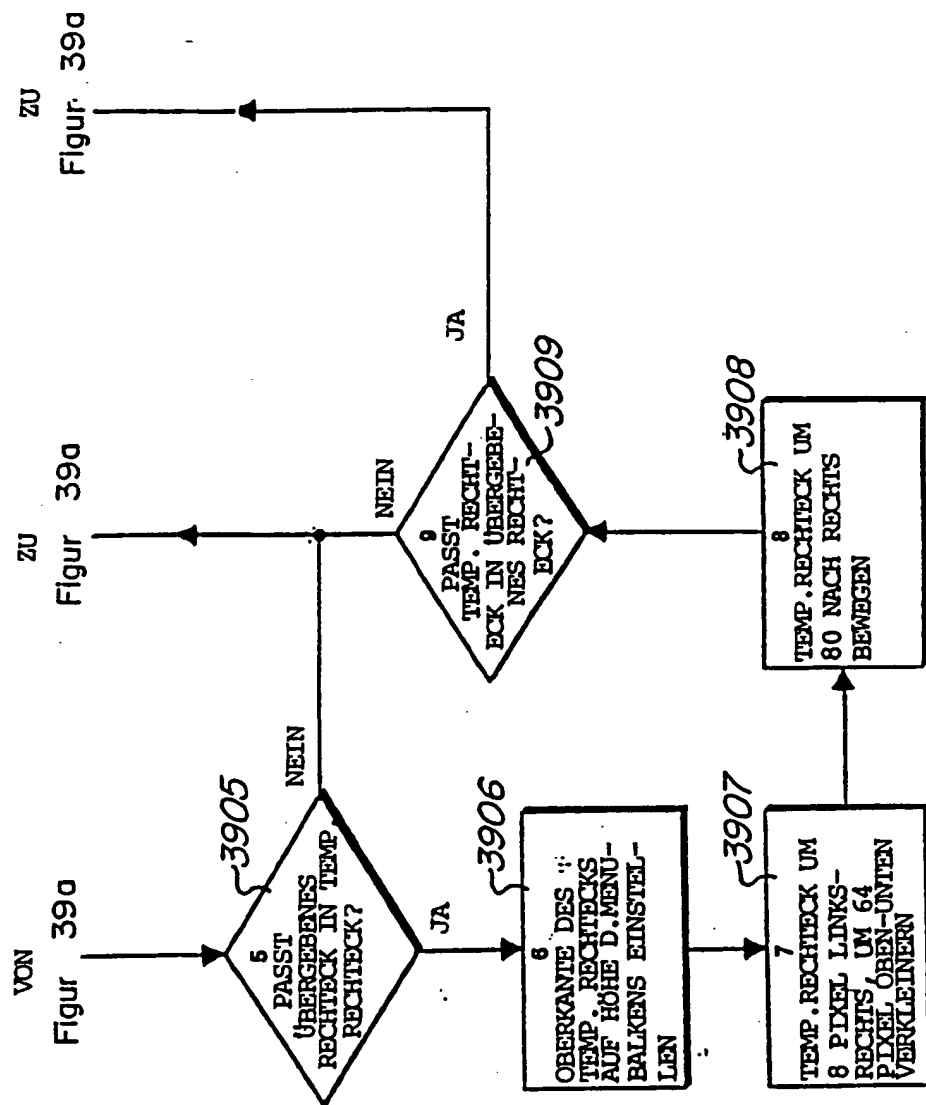 VON
Figur 39a
ZU
Figur 39a
ZU
Figur 39a
3905
5
PASST
ÜBERGEBENES
RECHTECK IN TEMP
RECHTECK?
NEIN
JA
3906
6
OBERKANTE DES
TEMP. RECHTECKS
AUF HÖHE D.MENU-
BALKENS EINSTEL-
LEN
3907
7
TEMP.RECHTECK UM
8 PIXEL LINKS-
RECHTS, UM 64
PIXEL OBEN-UNTEN
VERKLEINERN
3908
8
TEMP.RECHTECK UM
80 NACH RECHTS
BEWEGEN
3909
9
PASST
TEMP. RECHT-
ECK IN ÜBERGEBE-
NES RECHT-
ECK?
NEIN
JA